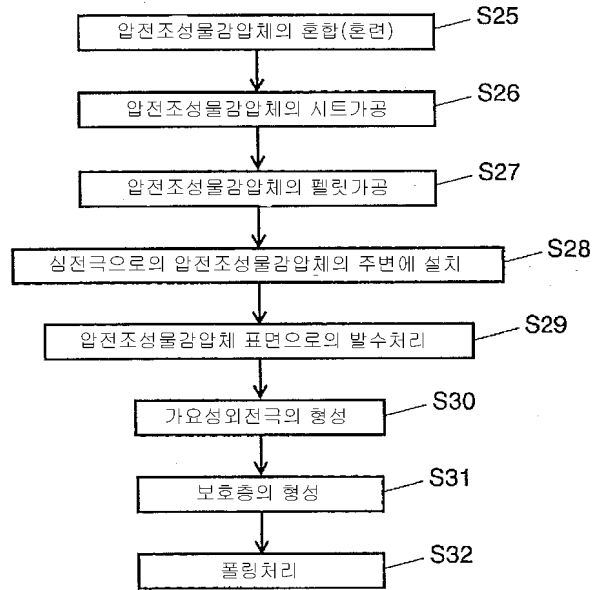 압전조성물감압체의 혼합(혼련) S25
압전조성물감압체의 시트가공 S26
압전조성물감압체의 펠릿가공 S27
심전극으로의 압전조성물감압체의 주변에 설치 S28
압전조성물감압체 표면으로의 발수처리 S29
가요성외전극의 형성 S30
보호층의 형성 S31
폴링처리 S32